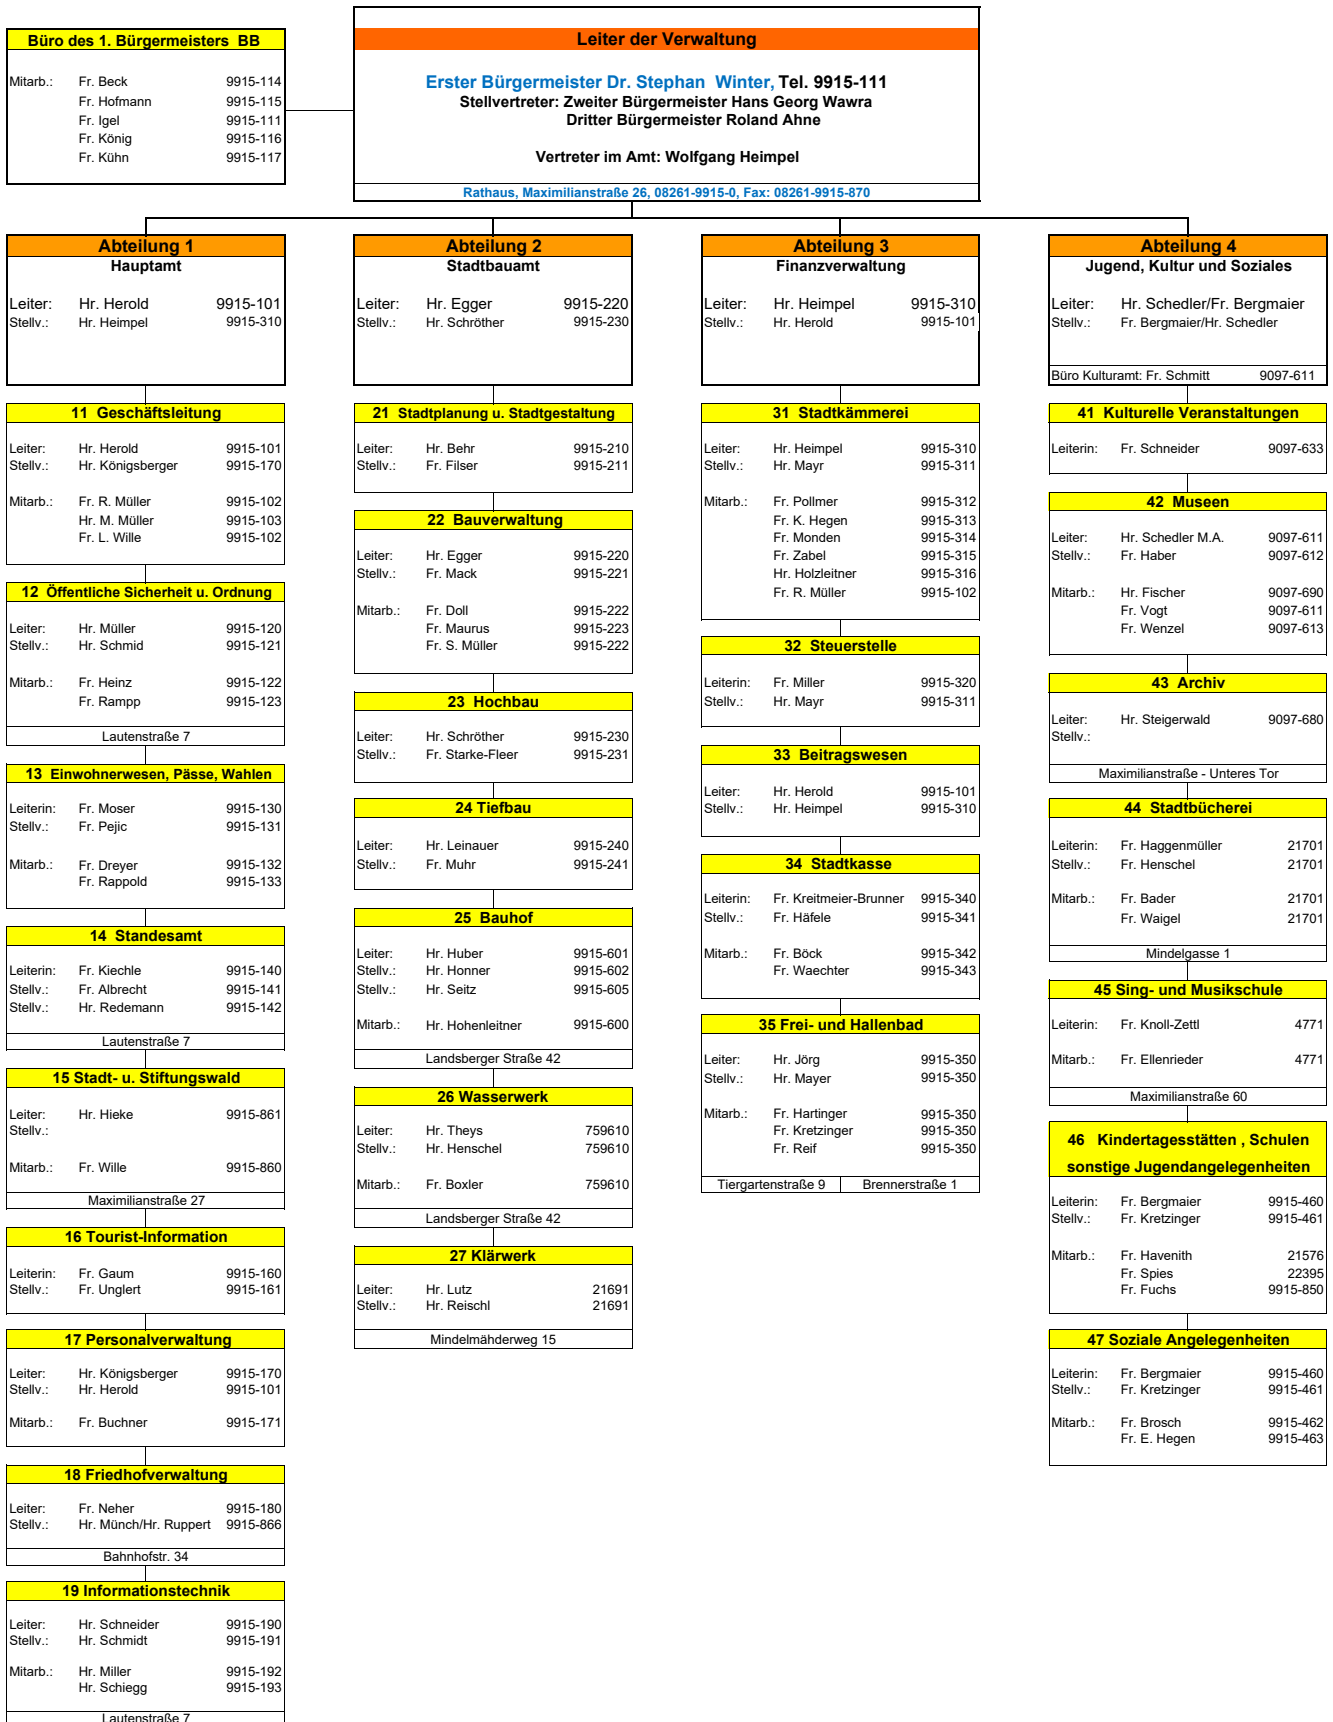 Büro des 1. Bürgermeisters BB
Mitarb.: Fr. Beck 9915-114
Fr. Hofmann 9915-115
Fr. Igel 9915-111
Fr. König 9915-116
Fr. Kühn 9915-117
Leiter der Verwaltung
Erster Bürgermeister Dr. Stephan Winter, Tel. 9915-111
Stellvertreter: Zweiter Bürgermeister Hans Georg Wawra
Dritter Bürgermeister Roland Ahne
Vertreter im Amt: Wolfgang Heimpel
Rathaus, Maximilianstraße 26, 08261-9915-0, Fax: 08261-9915-870
Abteilung 1
Hauptamt
Leiter: Hr. Herold 9915-101
Stellv.: Hr. Heimpel 9915-310
11 Geschäftsleitung
Leiter: Hr. Herold 9915-101
Stellv.: Hr. Königsberger 9915-170
Mitarb.: Fr. R. Müller 9915-102
Hr. M. Müller 9915-103
Fr. L. Wille 9915-102
12 Öffentliche Sicherheit u. Ordnung
Leiter: Hr. Müller 9915-120
Stellv.: Hr. Schmid 9915-121
Mitarb.: Fr. Heinz 9915-122
Fr. Rampp 9915-123
Lautenstraße 7
13 Einwohnerwesen, Pässe, Wahlen
Leiterin: Fr. Moser 9915-130
Stellv.: Fr. Pejic 9915-131
Mitarb.: Fr. Dreyer 9915-132
Fr. Rappold 9915-133
14 Standesamt
Leiterin: Fr. Kiechle 9915-140
Stellv.: Fr. Albrecht 9915-141
Stellv.: Hr. Redemann 9915-142
Lautenstraße 7
15 Stadt- u. Stiftungswald
Leiter: Hr. Hieke 9915-861
Stellv.:
Mitarb.: Fr. Wille 9915-860
Maximilianstraße 27
16 Tourist-Information
Leiterin: Fr. Gaum 9915-160
Stellv.: Fr. Unglert 9915-161
17 Personalverwaltung
Leiter: Hr. Königsberger 9915-170
Stellv.: Hr. Herold 9915-101
Mitarb.: Fr. Buchner 9915-171
18 Friedhofverwaltung
Leiter: Fr. Neher 9915-180
Stellv.: Hr. Münch/Hr. Ruppert 9915-866
Bahnhofstr. 34
19 Informationstechnik
Leiter: Hr. Schneider 9915-190
Stellv.: Hr. Schmidt 9915-191
Mitarb.: Hr. Miller 9915-192
Hr. Schiegg 9915-193
Lautenstraße 7
Abteilung 2
Stadtbauamt
Leiter: Hr. Egger 9915-220
Stellv.: Hr. Schröther 9915-230
21 Stadtplanung u. Stadtgestaltung
Leiter: Hr. Behr 9915-210
Stellv.: Fr. Filser 9915-211
22 Bauverwaltung
Leiter: Hr. Egger 9915-220
Stellv.: Fr. Mack 9915-221
Mitarb.: Fr. Doll 9915-222
Fr. Maurus 9915-223
Fr. S. Müller 9915-222
23 Hochbau
Leiter: Hr. Schröther 9915-230
Stellv.: Fr. Starke-Fleer 9915-231
24 Tiefbau
Leiter: Hr. Leinauer 9915-240
Stellv.: Fr. Muhr 9915-241
25 Bauhof
Leiter: Hr. Huber 9915-601
Stellv.: Hr. Honner 9915-602
Stellv.: Hr. Seitz 9915-605
Mitarb.: Hr. Hohenleitner 9915-600
Landsberger Straße 42
26 Wasserwerk
Leiter: Hr. Theys 759610
Stellv.: Hr. Henschel 759610
Mitarb.: Fr. Boxler 759610
Landsberger Straße 42
27 Klärwerk
Leiter: Hr. Lutz 21691
Stellv.: Hr. Reischl 21691
Mindelmähderweg 15
Abteilung 3
Finanzverwaltung
Leiter: Hr. Heimpel 9915-310
Stellv.: Hr. Herold 9915-101
31 Stadtkämmerei
Leiter: Hr. Heimpel 9915-310
Stellv.: Hr. Mayr 9915-311
Mitarb.: Fr. Pollmer 9915-312
Fr. K. Hegen 9915-313
Fr. Monden 9915-314
Fr. Zabel 9915-315
Hr. Holzleitner 9915-316
Fr. R. Müller 9915-102
32 Steuerstelle
Leiterin: Fr. Miller 9915-320
Stellv.: Hr. Mayr 9915-311
33 Beitragswesen
Leiter: Hr. Herold 9915-101
Stellv.: Hr. Heimpel 9915-310
34 Stadtkasse
Leiterin: Fr. Kreitmeier-Brunner 9915-340
Stellv.: Fr. Häfele 9915-341
Mitarb.: Fr. Böck 9915-342
Fr. Waechter 9915-343
35 Frei- und Hallenbad
Leiter: Hr. Jörg 9915-350
Stellv.: Hr. Mayer 9915-350
Mitarb.: Fr. Hartinger 9915-350
Fr. Kretzinger 9915-350
Fr. Reif 9915-350
Tiergartenstraße 9 Brennerstraße 1
Abteilung 4
Jugend, Kultur und Soziales
Leiter: Hr. Schedler/Fr. Bergmaier
Stellv.: Fr. Bergmaier/Hr. Schedler
Büro Kulturamt: Fr. Schmitt 9097-611
41 Kulturelle Veranstaltungen
Leiterin: Fr. Schneider 9097-633
42 Museen
Leiter: Hr. Schedler M.A. 9097-611
Stellv.: Fr. Haber 9097-612
Mitarb.: Hr. Fischer 9097-690
Fr. Vogt 9097-611
Fr. Wenzel 9097-613
43 Archiv
Leiter: Hr. Steigerwald 9097-680
Stellv.:
Maximilianstraße - Unteres Tor
44 Stadtbücherei
Leiterin: Fr. Haggenmüller 21701
Stellv.: Fr. Henschel 21701
Mitarb.: Fr. Bader 21701
Fr. Waigel 21701
Mindelgasse 1
45 Sing- und Musikschule
Leiterin: Fr. Knoll-Zettl 4771
Mitarb.: Fr. Ellenrieder 4771
Maximilianstraße 60
46 Kindertagesstätten , Schulen
sonstige Jugendangelegenheiten
Leiterin: Fr. Bergmaier 9915-460
Stellv.: Fr. Kretzinger 9915-461
Mitarb.: Fr. Havenith 21576
Fr. Spies 22395
Fr. Fuchs 9915-850
47 Soziale Angelegenheiten
Leiterin: Fr. Bergmaier 9915-460
Stellv.: Fr. Kretzinger 9915-461
Mitarb.: Fr. Brosch 9915-462
Fr. E. Hegen 9915-463